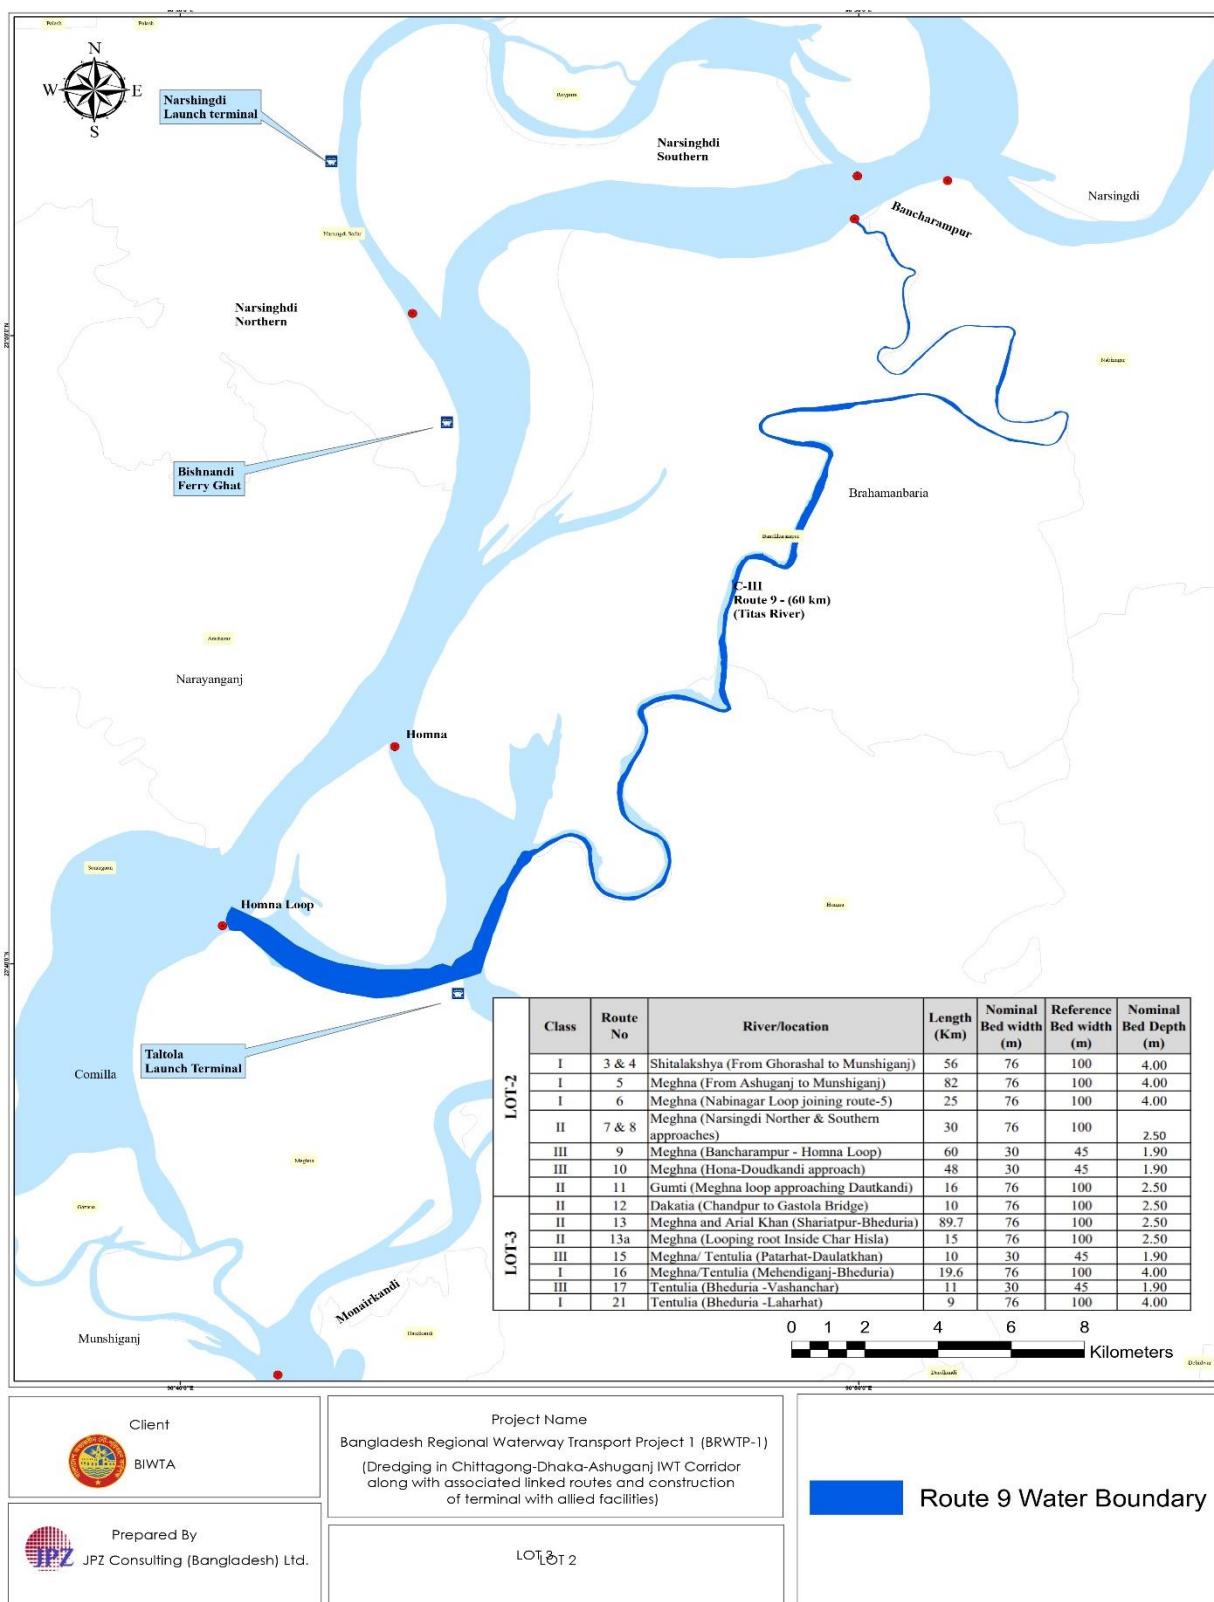 Palash
Palash
N
W
E
S
Narshingdi
Launch terminal
Raypura
Narsinghdi
Southern
Narsingdi
Bancharampur
Narsinghdi
Northern
Bishnandi
Ferry Ghat
Nabinagar
Brahamanbaria
C-III
Route 9 - (60 km)
(Titas River)
Araihazar
Narayanganj
Homna
Sonargaon
Homna Loop
Homna
Taltola
Launch Terminal
Comilla
Meghna
Monairkandi
Munshiganj
Daudkandi
LOT-2
LOT-3
Class Route No River/location Length (Km) Nominal Bed width (m) Reference Bed width (m) Nominal Bed Depth (m)
I 3 & 4 Shitalakshya (From Ghorashal to Munshiganj) 56 76 100 4.00
I 5 Meghna (From Ashuganj to Munshiganj) 82 76 100 4.00
I 6 Meghna (Nabinagar Loop joining route-5) 25 76 100 4.00
II 7 & 8 Meghna (Narsingdi Norther & Southern approaches) 30 76 100 2.50
III 9 Meghna (Bancharampur - Homna Loop) 60 30 45 1.90
III 10 Meghna (Hona-Doudkandi approach) 48 30 45 1.90
II 11 Gumti (Meghna loop approaching Dautkandi) 16 76 100 2.50
II 12 Dakatia (Chandpur to Gastola Bridge) 10 76 100 2.50
II 13 Meghna and Arial Khan (Shariatpur-Bheduria) 89.7 76 100 2.50
II 13a Meghna (Looping root Inside Char Hisla) 15 76 100 2.50
III 15 Meghna/ Tentulia (Patarhat-Daulatkhan) 10 30 45 1.90
I 16 Meghna/Tentulia (Mehendiganj-Bheduria) 19.6 76 100 4.00
III 17 Tentulia (Bheduria -Vashanchar) 11 30 45 1.90
I 21 Tentulia (Bheduria -Laharhat) 9 76 100 4.00
0 1 2 4 6 8
Kilometers
Client
BIWTA
Prepared By
JPZ
JPZ Consulting (Bangladesh) Ltd.
Project Name
Bangladesh Regional Waterway Transport Project 1 (BRWTP-1)
(Dredging in Chittagong-Dhaka-Ashuganj IWT Corridor
along with associated linked routes and construction
of terminal with allied facilities)
LOT 3
LOT 2
Route 9 Water Boundary